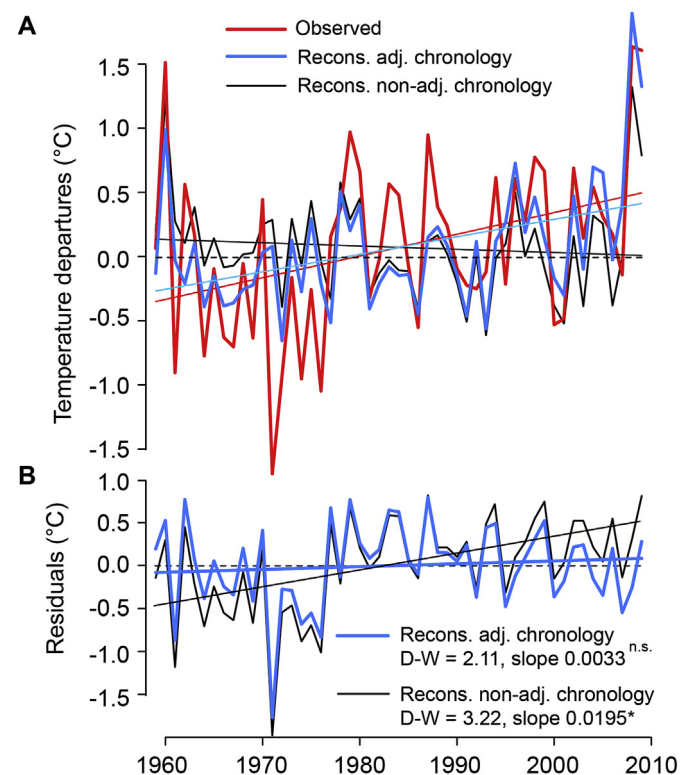 A
Observed
Recons. adj. chronology
Recons. non-adj. chronology
Temperature departures (°C)
1.5
1.0
0.5
0.0
-0.5
-1.0
-1.5
B
Residuals (°C)
1.0
0.5
0.0
-0.5
-1.0
-1.5
Recons. adj. chronology
D-W = 2.11, slope 0.0033 n.s.
Recons. non-adj. chronology
D-W = 3.22, slope 0.0195*
1960 1970 1980 1990 2000 2010